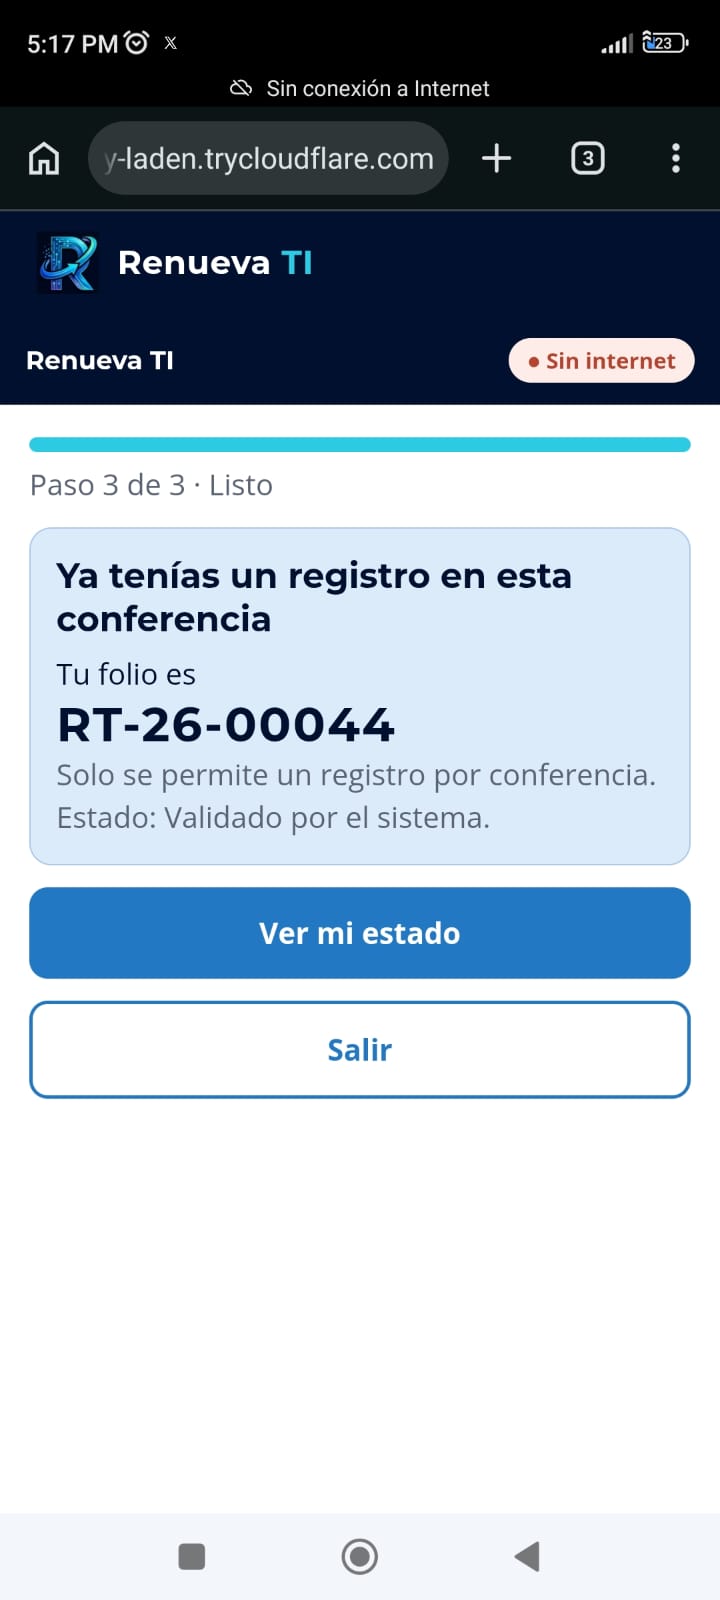 5:17 PM
23
Sin conexión a Internet
y-laden.trycloudflare.com
3
Renueva TI
Renueva TI
• Sin internet
Paso 3 de 3 · Listo
Ya tenías un registro en esta
conferencia
Tu folio es
RT-26-00044
Solo se permite un registro por conferencia.
Estado: Validado por el sistema.
Ver mi estado
Salir